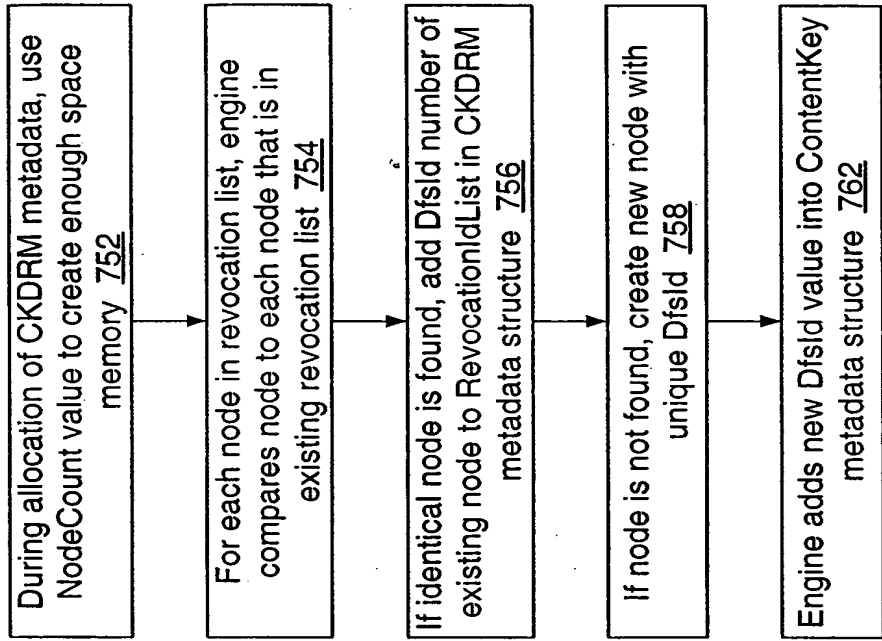 During allocation of CKDRM metadata, use
NodeCount value to create enough space
memory 752
For each node in revocation list, engine
compares node to each node that is in
existing revocation list 754
If identical node is found, add DfsId number of
existing node to RevocationIdList in CKDRM
metadata structure 756
If node is not found, create new node with
unique DfsId 758
Engine adds new DfsId value into ContentKey
metadata structure 762